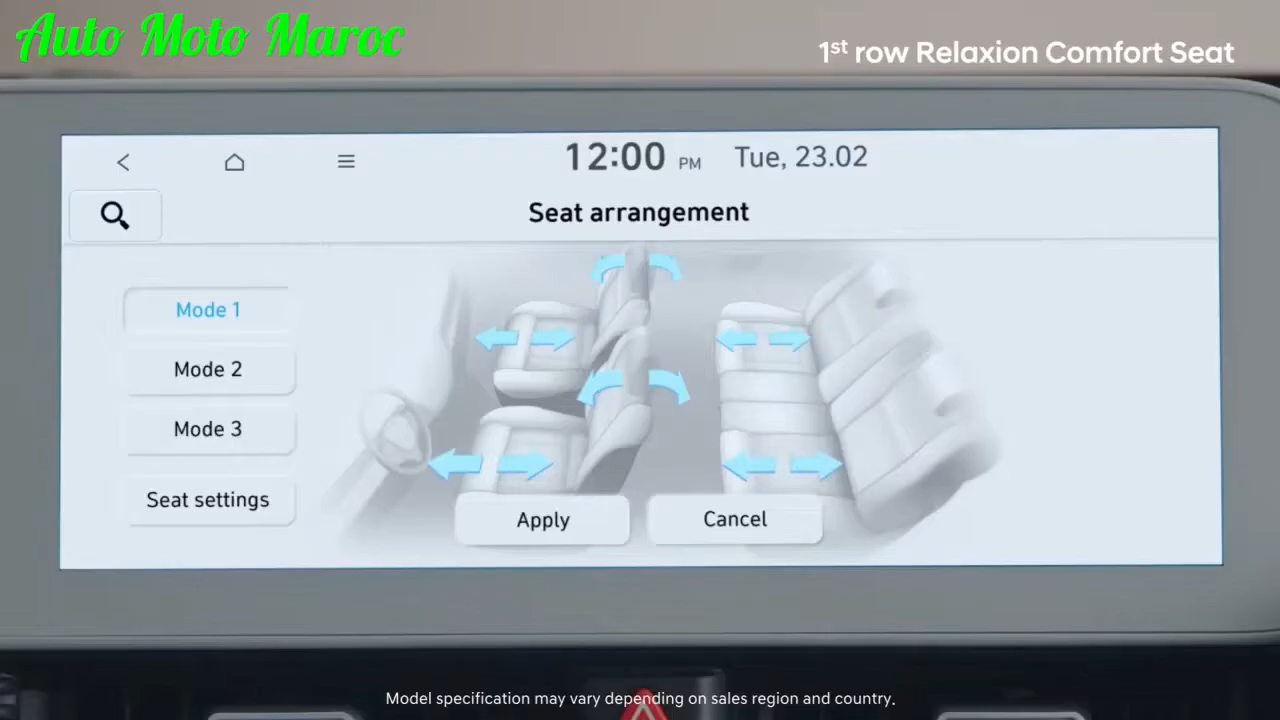 Auto Moto Maroc
1st row Relaxion Comfort Seat
12:00 PM Tue, 23.02
Seat arrangement
Mode 1
Mode 2
Mode 3
Seat settings
Apply
Cancel
Model specification may vary depending on sales region and country.